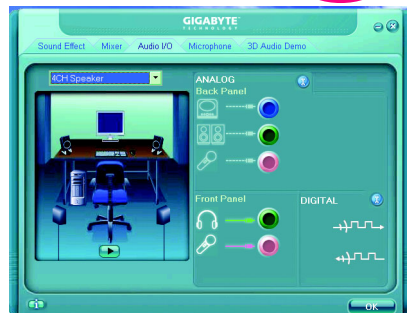 GIGABYTE
TECHNOLOGY
Sound Effect Mixer Audio I/O Microphone 3D Audio Demo
4CH Speaker
ANALOG
Back Panel
Front Panel
DIGITAL
OK